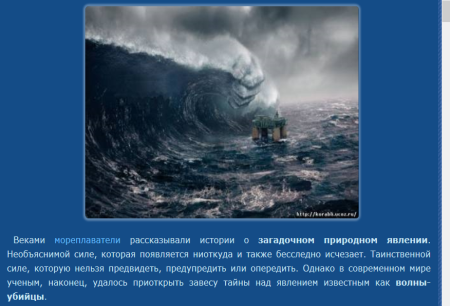 http://korabli.ucoz.ru/
Веками мореплаватели рассказывали истории о загадочном природном явлении.
Необъяснимой силе, которая появляется ниоткуда и также бесследно исчезает. Таинственной
силе, которую нельзя предвидеть, предупредить или опередить. Однако в современном мире
ученым, наконец, удалось приоткрыть завесу тайны над явлением известным как волны-
убийцы.